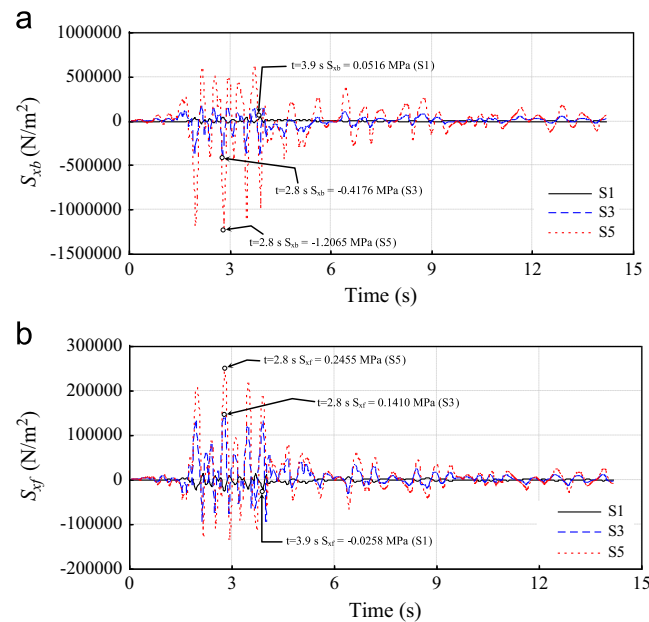 a
1000000
500000
0
-500000
-1000000
-1500000
Sxb (N/m²)
t=3.9 s Sxb = 0.0516 MPa (S1)
t=2.8 s Sxb = -0.4176 MPa (S3)
t=2.8 s Sxb = -1.2065 MPa (S5)
S1
S3
S5
0 3 6 9 12 15
Time (s)
b
300000
200000
100000
0
-100000
-200000
Sxf (N/m²)
t=2.8 s Sxf = 0.2455 MPa (S5)
t=2.8 s Sxf = 0.1410 MPa (S3)
t=3.9 s Sxf = -0.0258 MPa (S1)
S1
S3
S5
0 3 6 9 12 15
Time (s)